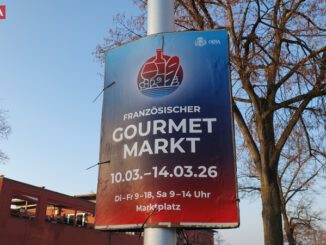 FRANZÖSISCHER
GOURMET
MARKT
10.03.–14.03.26
Di-Fr 9–18, Sa 9–14 Uhr
Marktplatz